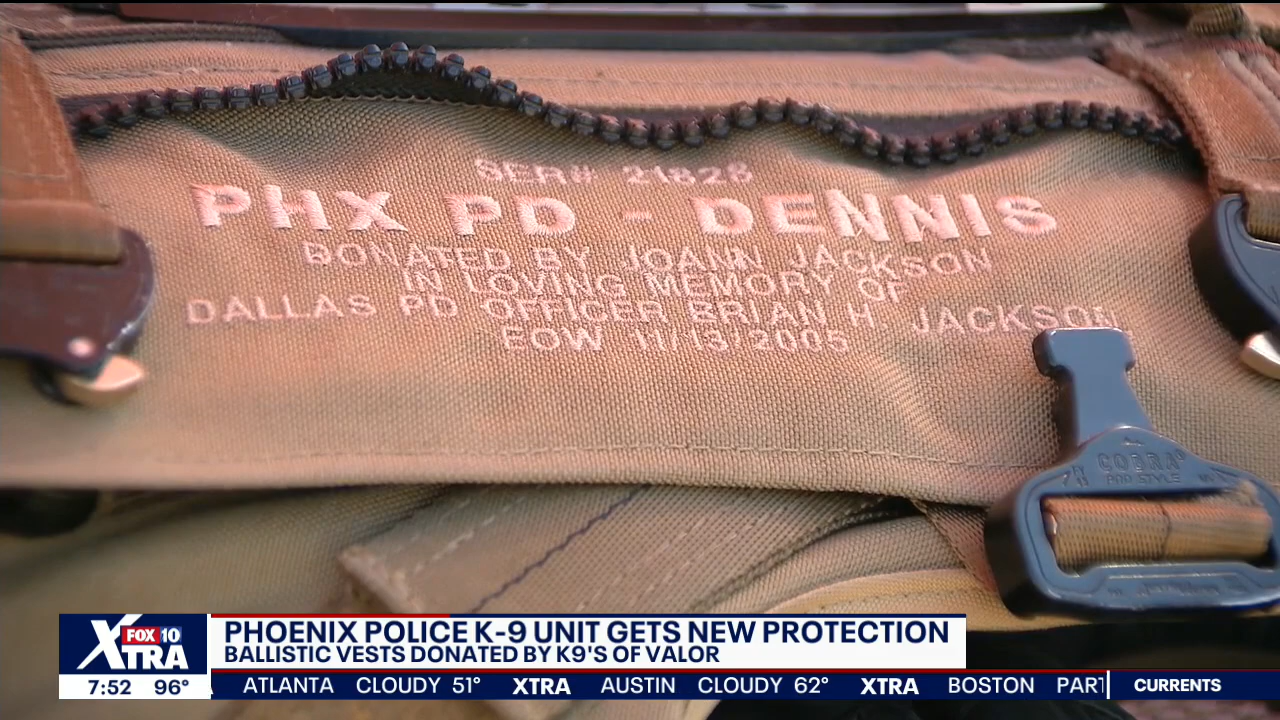 SER# 21826
PHX PD - DENNIS
DONATED BY JOANN JACKSON
IN LOVING MEMORY OF
DALLAS PD OFFICER BRIAN H. JACKSON
EOW 11/13/2005
COBRA
PRO STYLE
XTRA
FOX 10
PHOENIX POLICE K-9 UNIT GETS NEW PROTECTION
BALLISTIC VESTS DONATED BY K9'S OF VALOR
7:52 96°
ATLANTA CLOUDY 51° XTRA AUSTIN CLOUDY 62° XTRA BOSTON PART
CURRENTS